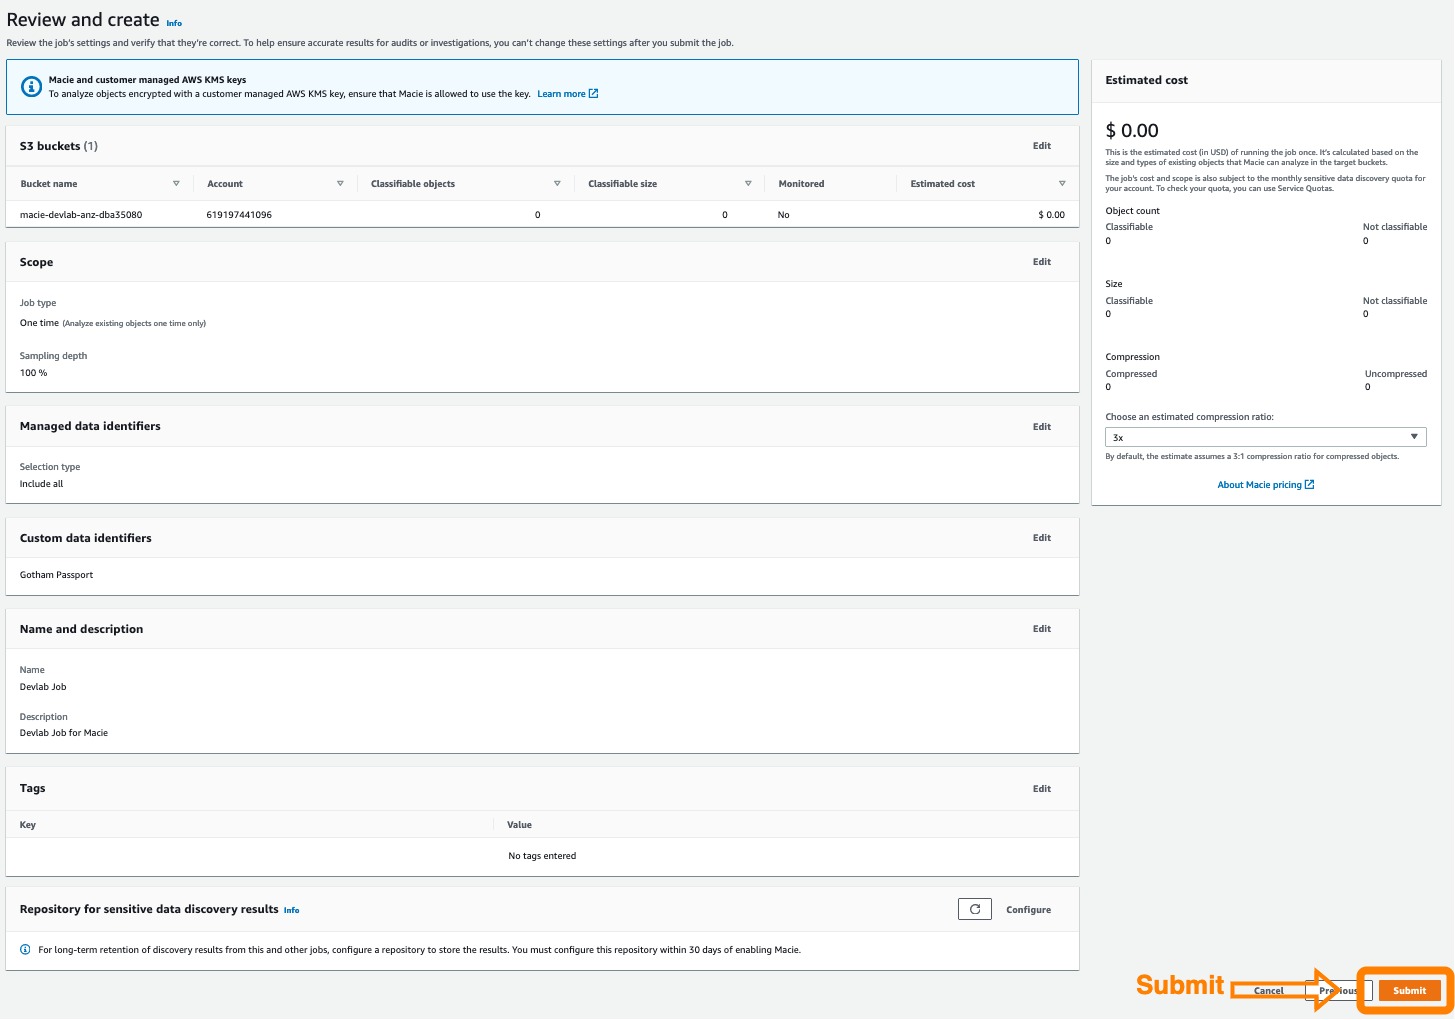 Review and create Info
Review the job's settings and verify that they're correct. To help ensure accurate results for audits or investigations, you can't change these settings after you submit the job.
Macie and customer managed AWS KMS keys
To analyze objects encrypted with a customer managed AWS KMS key, ensure that Macie is allowed to use the key. Learn more
S3 buckets (1) Edit
Bucket name Account Classifiable objects Classifiable size Monitored Estimated cost
macie-devlab-anz-dba35080 619197441096 0 0 No $ 0.00
Scope Edit
Job type
One time (Analyze existing objects one time only)
Sampling depth
100 %
Managed data identifiers Edit
Selection type
Include all
Custom data identifiers Edit
Gotham Passport
Name and description Edit
Name
Devlab Job
Description
Devlab Job for Macie
Tags Edit
Key Value
No tags entered
Repository for sensitive data discovery results Info Configure
For long-term retention of discovery results from this and other jobs, configure a repository to store the results. You must configure this repository within 30 days of enabling Macie.
Estimated cost
$ 0.00
This is the estimated cost (in USD) of running the job once. It's calculated based on the
size and types of existing objects that Macie can analyze in the target buckets.
The job's cost and scope is also subject to the monthly sensitive data discovery quota for
your account. To check your quota, you can use Service Quotas.
Object count
Classifiable Not classifiable
0 0
Size
Classifiable Not classifiable
0 0
Compression
Compressed Uncompressed
0 0
Choose an estimated compression ratio:
3x
By default, the estimate assumes a 3:1 compression ratio for compressed objects.
About Macie pricing
Submit Cancel Previous Submit